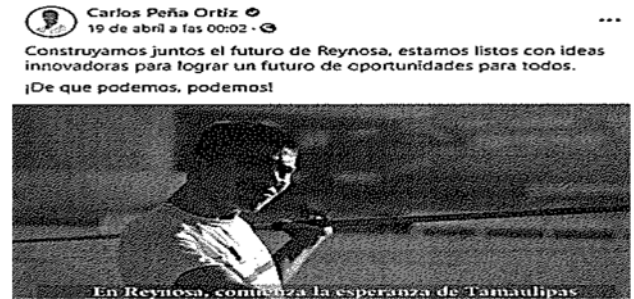 Carlos Peña Ortiz
19 de abril a las 00:02 ·
Construyamos juntos el futuro de Reynosa, estamos listos con ideas
innovadoras para lograr un futuro de oportunidades para todos.
¡De que podemos, podemos!
En Reynosa, comienza la esperanza de Tamaulipas